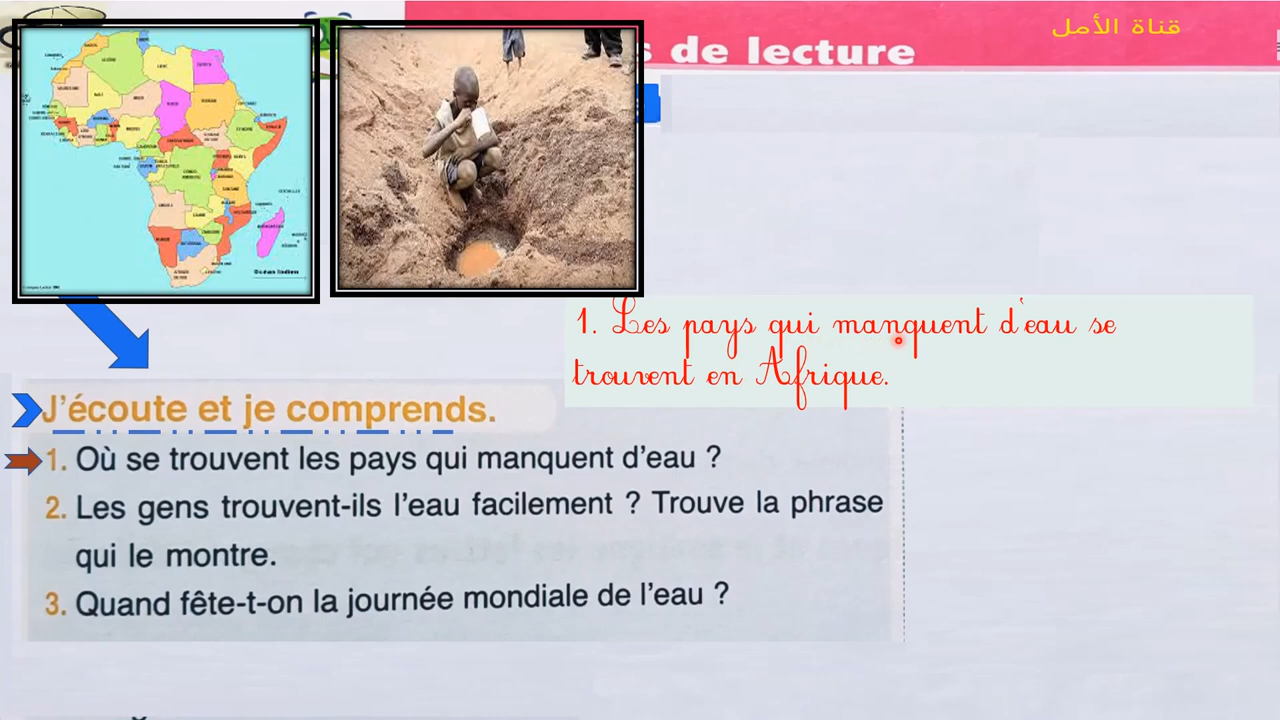 قناة الأمل
s de lecture
Océan Indien
1. Les pays qui manquent d'eau se
trouvent en Afrique.
J'écoute et je comprends.
1. Où se trouvent les pays qui manquent d'eau ?
2. Les gens trouvent-ils l'eau facilement ? Trouve la phrase
qui le montre.
3. Quand fête-t-on la journée mondiale de l'eau ?